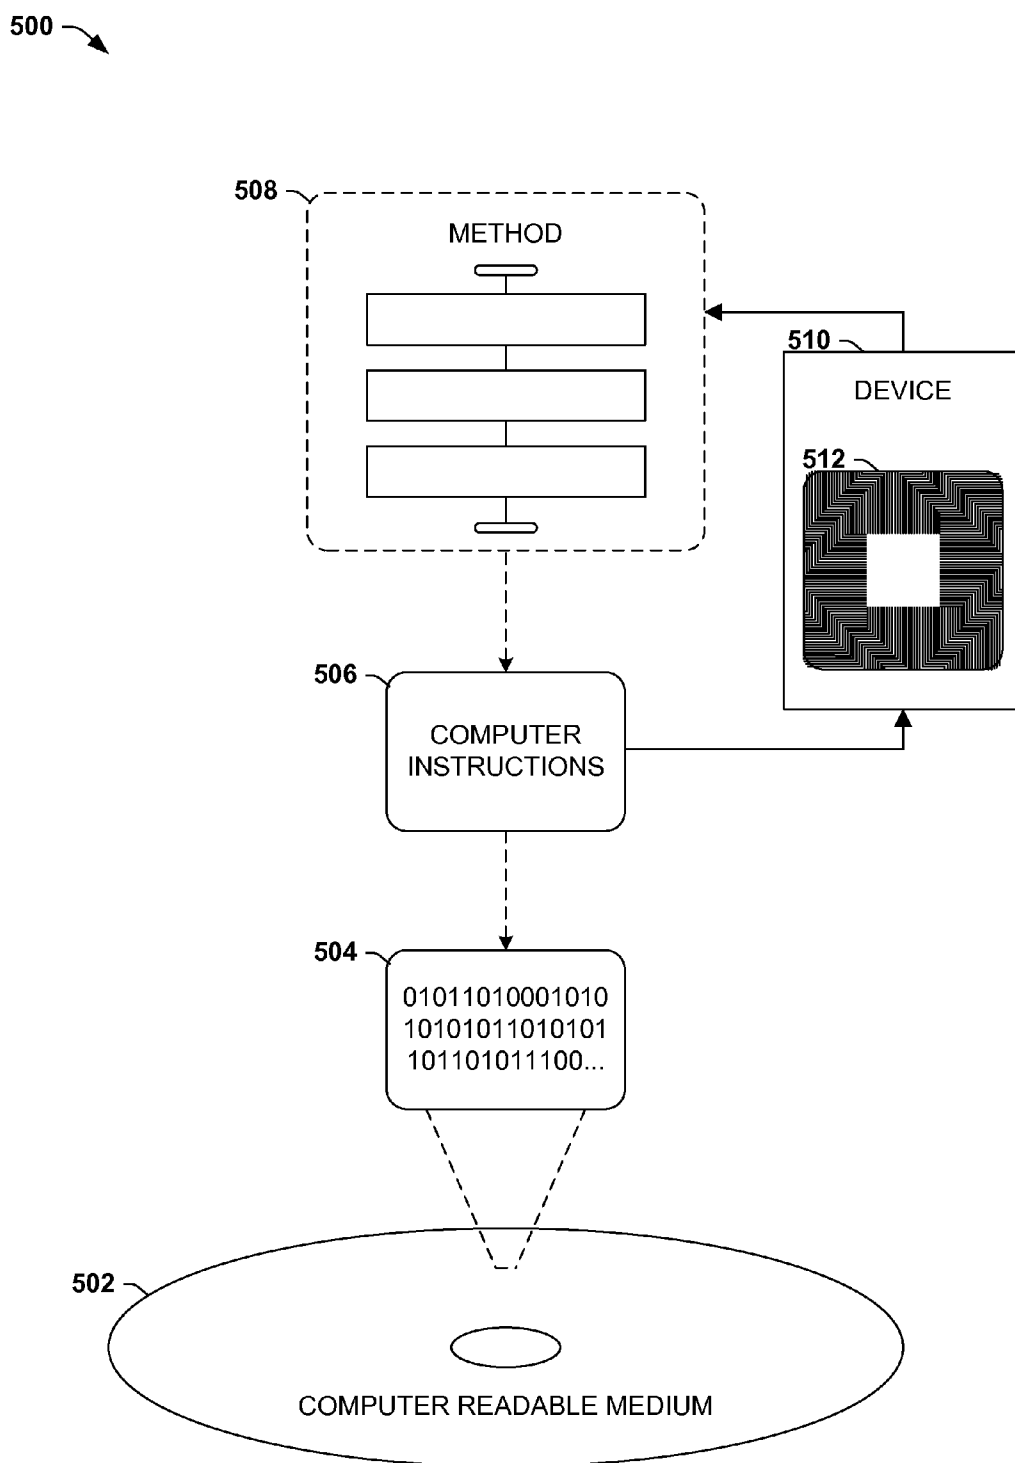 500
508
METHOD
510
DEVICE
512
506
COMPUTER
INSTRUCTIONS
504
01011010001010
10101011010101
101101011100...
502
COMPUTER READABLE MEDIUM